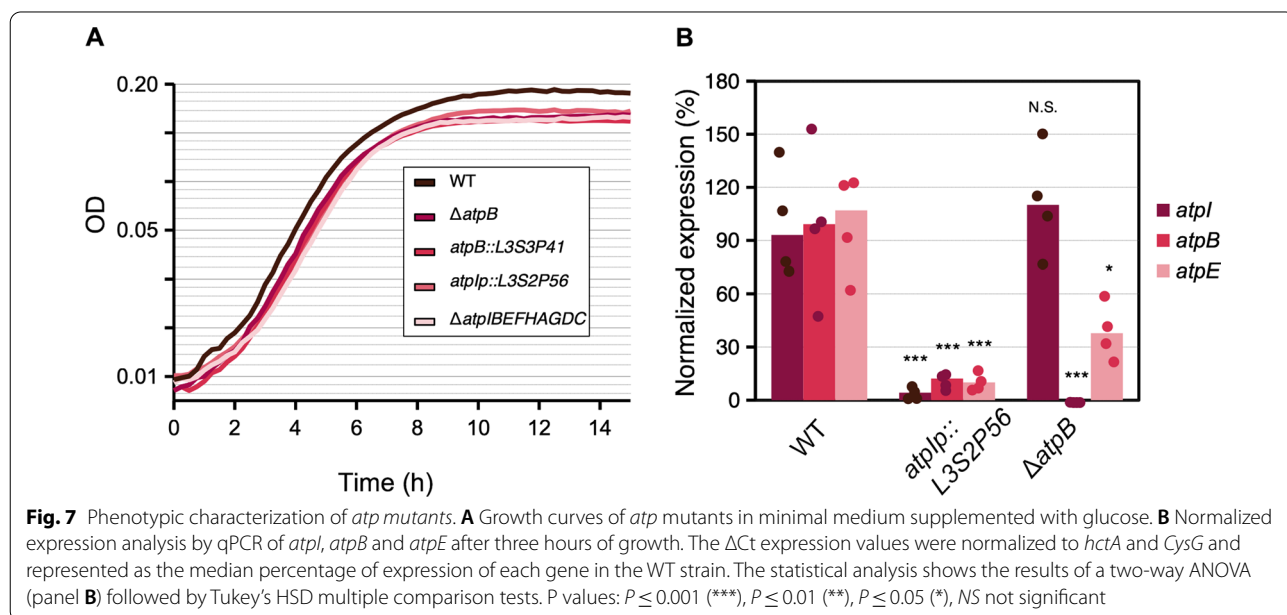 A
OD
0.20
0.05
0.01
0
2
4
6
8
10
12
14
Time (h)
WT
ΔatpB
atpB::L3S3P41
atpIp::L3S2P56
ΔatpIBEFHAGDC
B
Normalized expression (%)
180
150
120
90
60
30
0
N.S.
***
***
***
***
*
WT
atpIp::
L3S2P56
ΔatpB
atpI
atpB
atpE
Fig. 7 Phenotypic characterization of atp mutants. A Growth curves of atp mutants in minimal medium supplemented with glucose. B Normalized
expression analysis by qPCR of atpI, atpB and atpE after three hours of growth. The ΔCt expression values were normalized to hctA and CysG and
represented as the median percentage of expression of each gene in the WT strain. The statistical analysis shows the results of a two-way ANOVA
(panel B) followed by Tukey's HSD multiple comparison tests. P values: P ≤ 0.001 (***), P ≤ 0.01 (**), P ≤ 0.05 (*), NS not significant